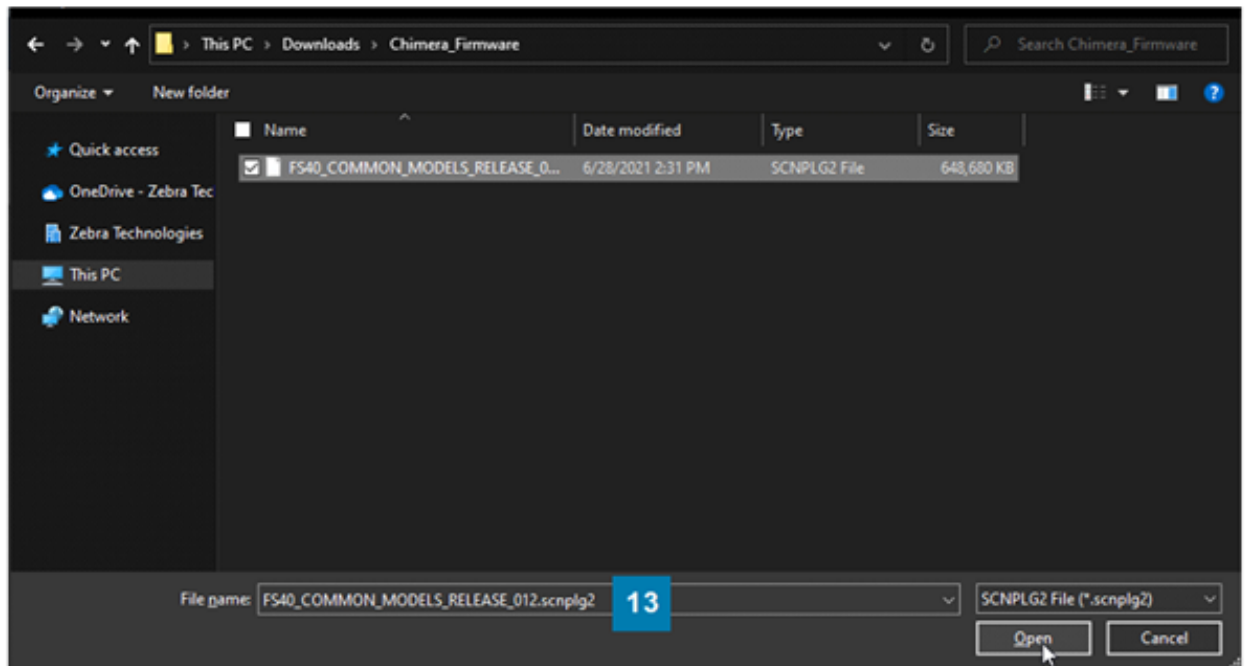 This PC > Downloads > Chimera_Firmware
Search Chimera_Firmware
Organize
New folder
Name Date modified Type Size
Quick access
FS40_COMMON_MODELS_RELEASE_0... 6/28/2021 2:31 PM SCNPLG2 File 648,680 KB
OneDrive - Zebra Tec
Zebra Technologies
This PC
Network
File name: FS40_COMMON_MODELS_RELEASE_012.scnplg2 13 SCNPLG2 File (*.scnplg2)
Open Cancel